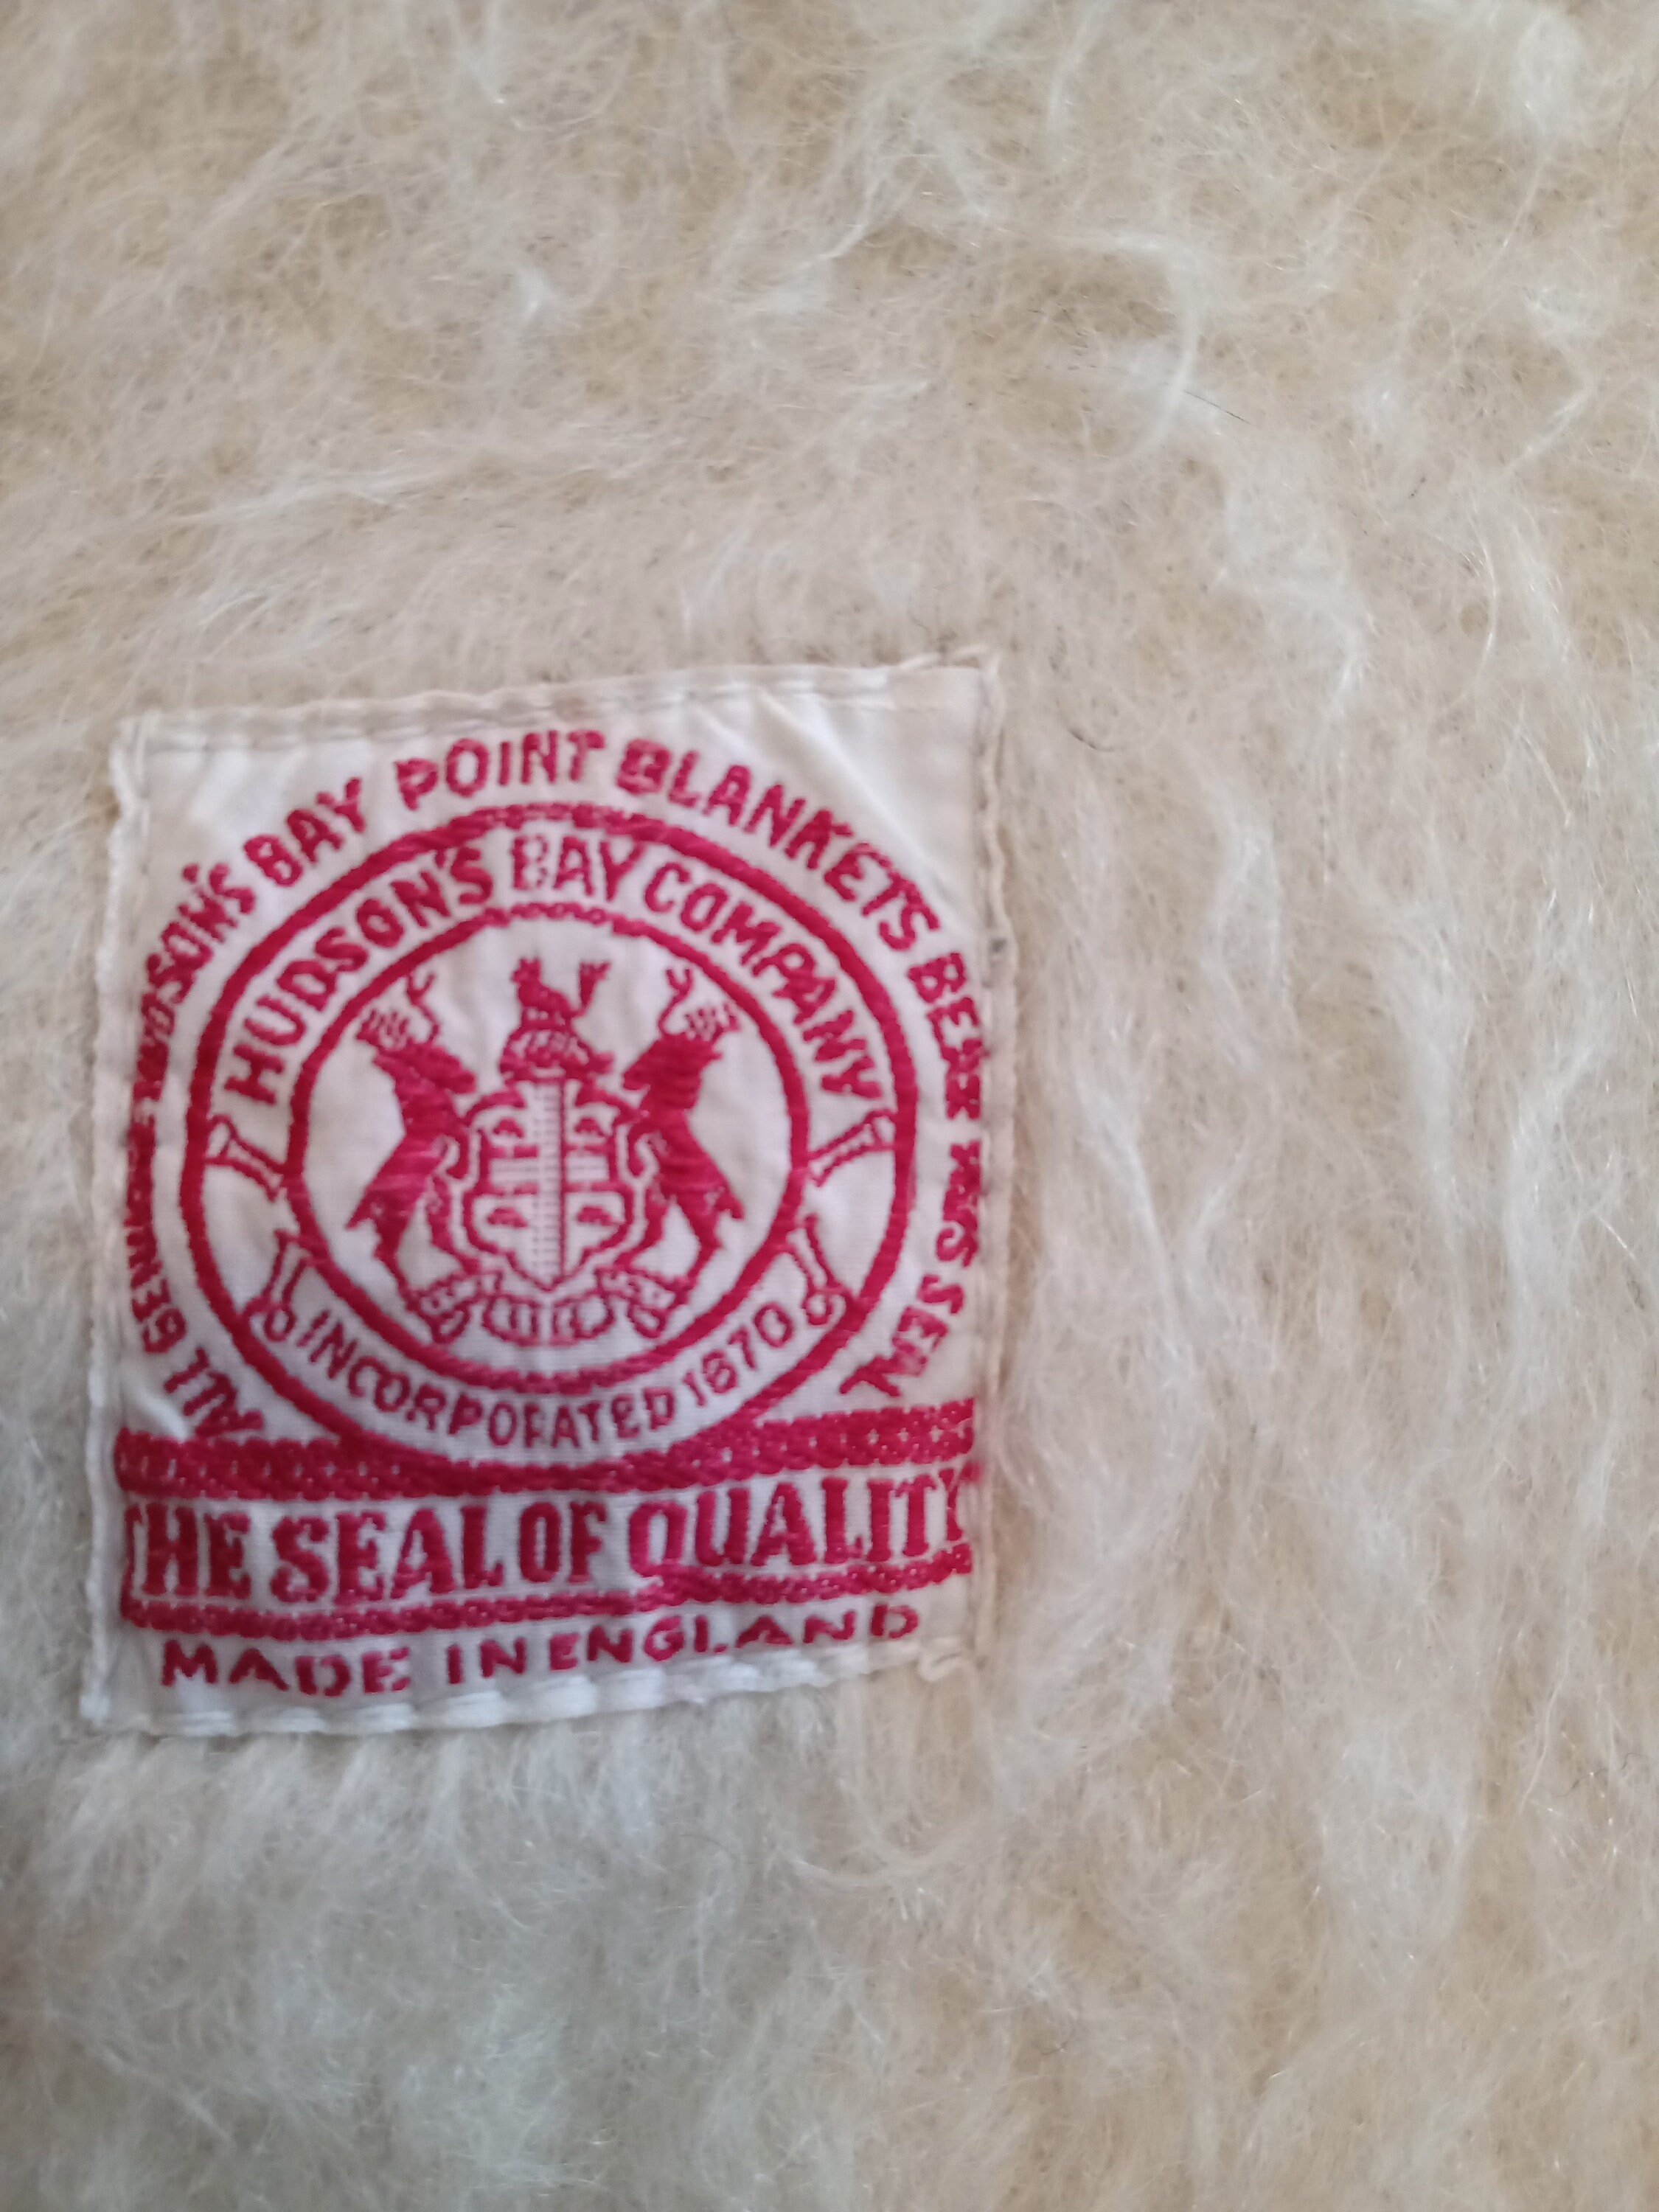 ALL GENUINE HUDSON'S BAY POINT BLANKETS BEAR THIS SEAL
HUDSON'S BAY COMPANY
INCORPORATED 1670
THE SEAL OF QUALITY
MADE IN ENGLAND